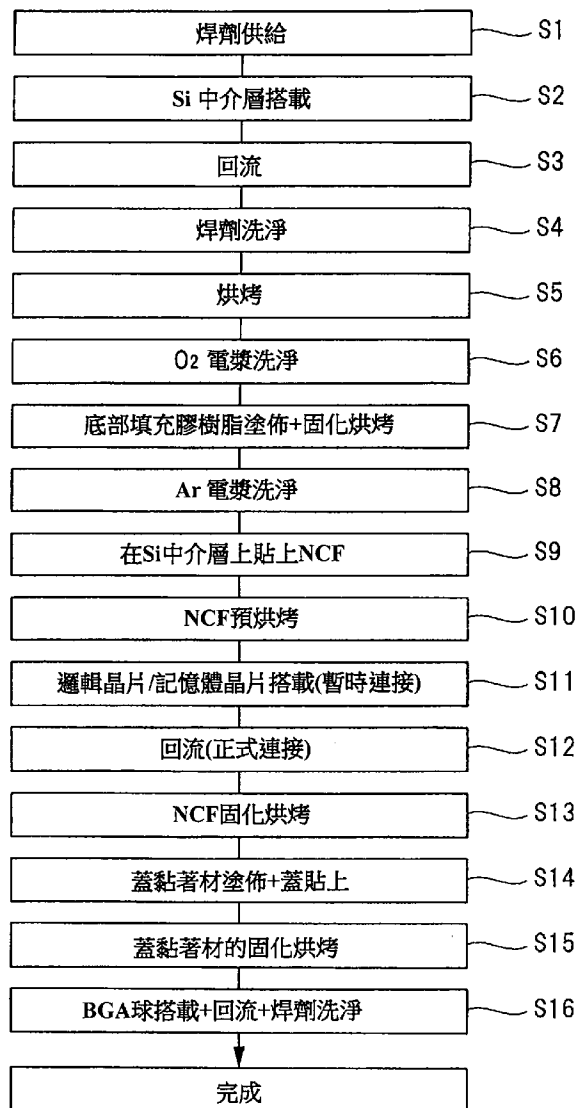 焊劑供給 S1
Si 中介層搭載 S2
回流 S3
焊劑洗淨 S4
烘烤 S5
O2 電漿洗淨 S6
底部填充膠樹脂塗佈+固化烘烤 S7
Ar 電漿洗淨 S8
在Si中介層上貼上NCF S9
NCF預烘烤 S10
邏輯晶片/記憶體晶片搭載(暫時連接) S11
回流(正式連接) S12
NCF固化烘烤 S13
蓋黏著材塗佈+蓋貼上 S14
蓋黏著材的固化烘烤 S15
BGA球搭載+回流+焊劑洗淨 S16
完成